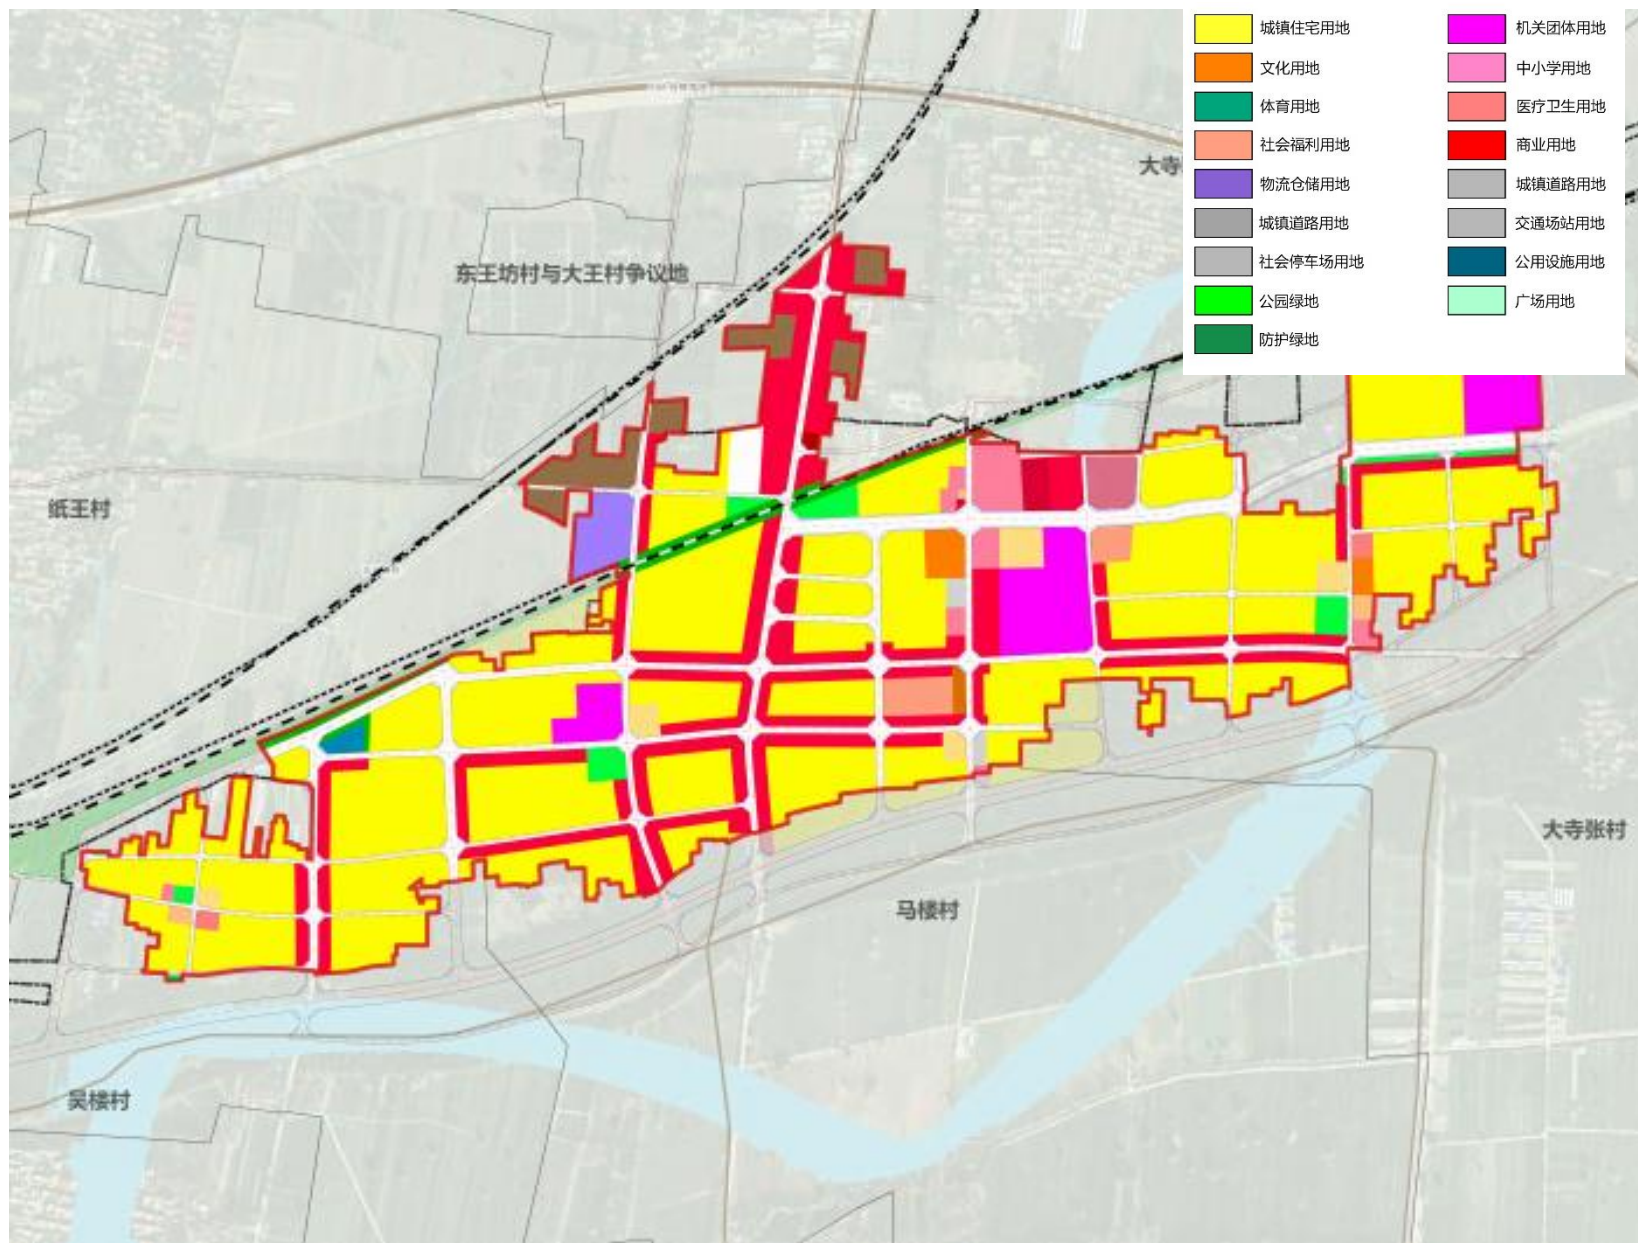 城镇住宅用地
机关团体用地
文化用地
中小学用地
体育用地
医疗卫生用地
社会福利用地
商业用地
物流仓储用地
城镇道路用地
城镇道路用地
交通场站用地
社会停车场用地
公用设施用地
公园绿地
广场用地
防护绿地
大寺
东王坊村与大王村争议地
纸王村
大寺张村
马楼村
吴楼村